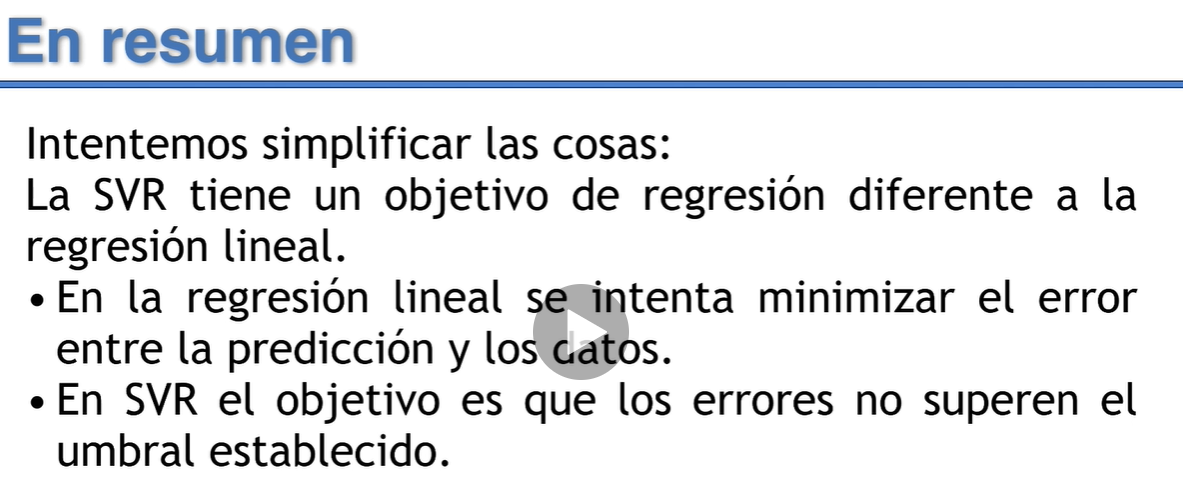 En resumen
Intentemos simplificar las cosas:
La SVR tiene un objetivo de regresión diferente a la
regresión lineal.
• En la regresión lineal se intenta minimizar el error
entre la predicción y los datos.
• En SVR el objetivo es que los errores no superen el
umbral establecido.